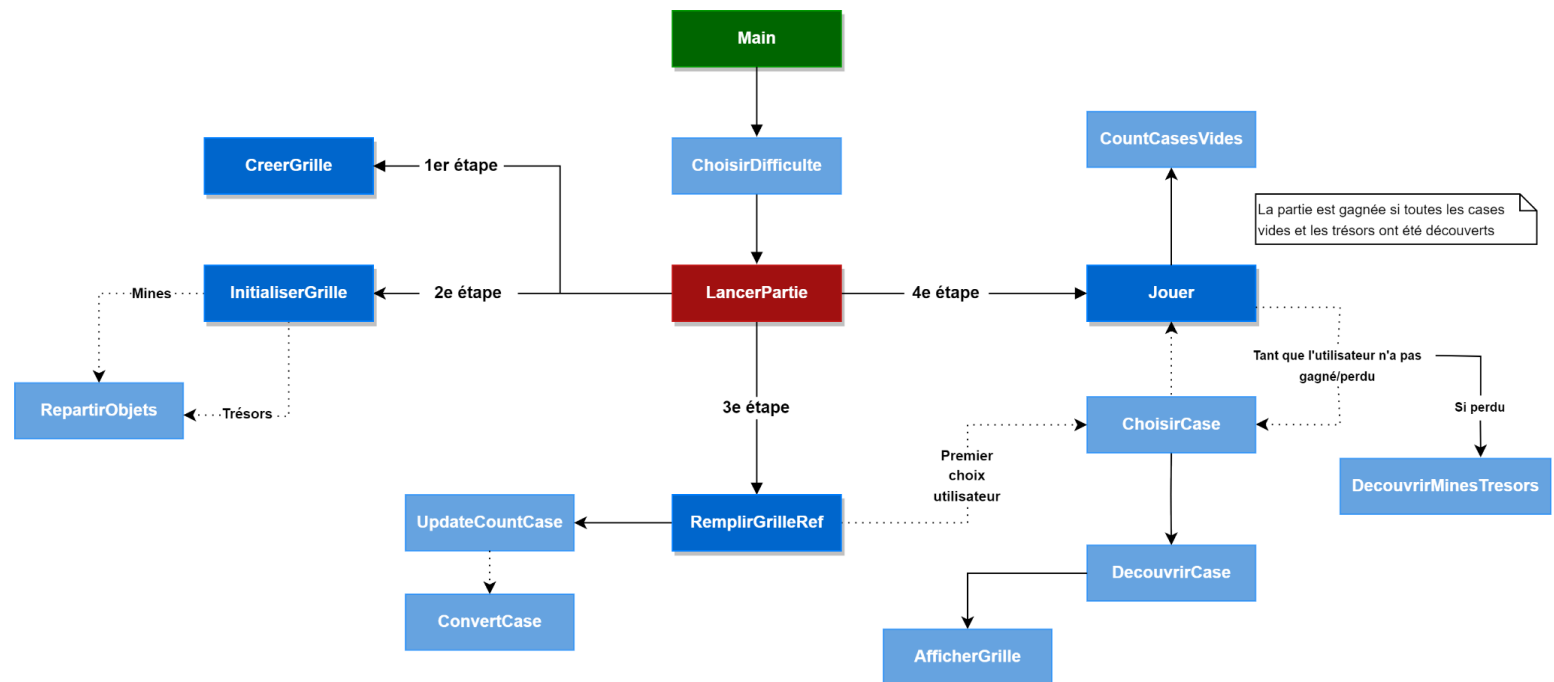 Main
CountCasesVides
CreerGrille
1er étape
ChoisirDifficulte
La partie est gagnée si toutes les cases
vides et les trésors ont été découverts
Mines
InitialiserGrille
2e étape
LancerPartie
4e étape
Jouer
Tant que l'utilisateur n'a pas
gagné/perdu
RepartirObjets
Trésors
3e étape
Si perdu
ChoisirCase
Premier
choix
utilisateur
DecouvrirMinesTresors
UpdateCountCase
RemplirGrilleRef
DecouvrirCase
ConvertCase
AfficherGrille